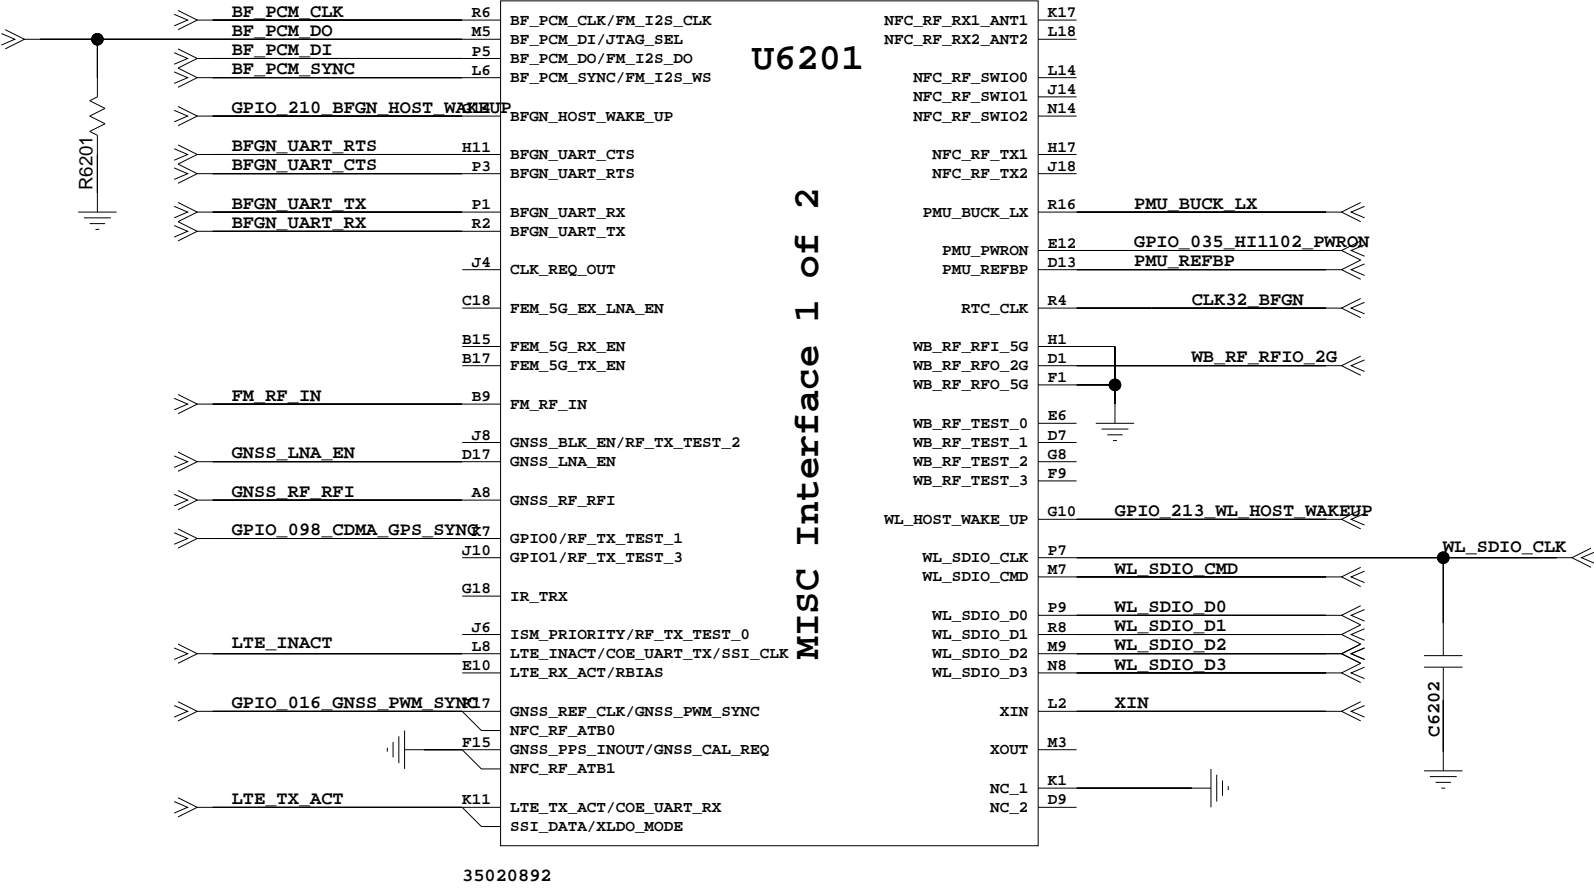 BF_PCM_CLK R6 BF_PCM_CLK/FM_I2S_CLK
BF_PCM_DO M5 BF_PCM_DI/JTAG_SEL
BF_PCM_DI P5 BF_PCM_DO/FM_I2S_DO
BF_PCM_SYNC L6 BF_PCM_SYNC/FM_I2S_WS
GPIO_210_BFGN_HOST_WAKEUP BFGN_HOST_WAKE_UP
R6201
BFGN_UART_RTS H11 BFGN_UART_CTS
BFGN_UART_CTS P3 BFGN_UART_RTS
BFGN_UART_TX P1 BFGN_UART_RX
BFGN_UART_RX R2 BFGN_UART_TX
J4 CLK_REQ_OUT
C18 FEM_5G_EX_LNA_EN
B15 FEM_5G_RX_EN
B17 FEM_5G_TX_EN
FM_RF_IN B9 FM_RF_IN
J8 GNSS_BLK_EN/RF_TX_TEST_2
GNSS_LNA_EN D17 GNSS_LNA_EN
GNSS_RF_RFI A8 GNSS_RF_RFI
GPIO_098_CDMA_GPS_SYNC K7 GPIO0/RF_TX_TEST_1
J10 GPIO1/RF_TX_TEST_3
G18 IR_TRX
J6 ISM_PRIORITY/RF_TX_TEST_0
LTE_INACT L8 LTE_INACT/COE_UART_TX/SSI_CLK
E10 LTE_RX_ACT/RBIAS
GPIO_016_GNSS_PWM_SYNC GNSS_REF_CLK/GNSS_PWM_SYNC
NFC_RF_ATB0
F15 GNSS_PPS_INOUT/GNSS_CAL_REQ
NFC_RF_ATB1
LTE_TX_ACT K11 LTE_TX_ACT/COE_UART_RX
SSI_DATA/XLDO_MODE
U6201
MISC Interface 1 of 2
NFC_RF_RX1_ANT1 K17
NFC_RF_RX2_ANT2 L18
NFC_RF_SWIO0 L14
NFC_RF_SWIO1 J14
NFC_RF_SWIO2 N14
NFC_RF_TX1 H17
NFC_RF_TX2 J18
PMU_BUCK_LX R16 PMU_BUCK_LX
PMU_PWRON E12 GPIO_035_HI1102_PWRON
PMU_REFBP D13 PMU_REFBP
RTC_CLK R4 CLK32_BFGN
WB_RF_RFI_5G H1
WB_RF_RFO_2G D1 WB_RF_RFIO_2G
WB_RF_RFO_5G F1
WB_RF_TEST_0 E6
WB_RF_TEST_1 D7
WB_RF_TEST_2 G8
WB_RF_TEST_3 F9
WL_HOST_WAKE_UP G10 GPIO_213_WL_HOST_WAKEUP
WL_SDIO_CLK P7 WL_SDIO_CLK
WL_SDIO_CMD M7 WL_SDIO_CMD
WL_SDIO_D0 P9 WL_SDIO_D0
WL_SDIO_D1 R8 WL_SDIO_D1
WL_SDIO_D2 M9 WL_SDIO_D2
WL_SDIO_D3 N8 WL_SDIO_D3
C6202
XIN L2 XIN
XOUT M3
NC_1 K1
NC_2 D9
35020892